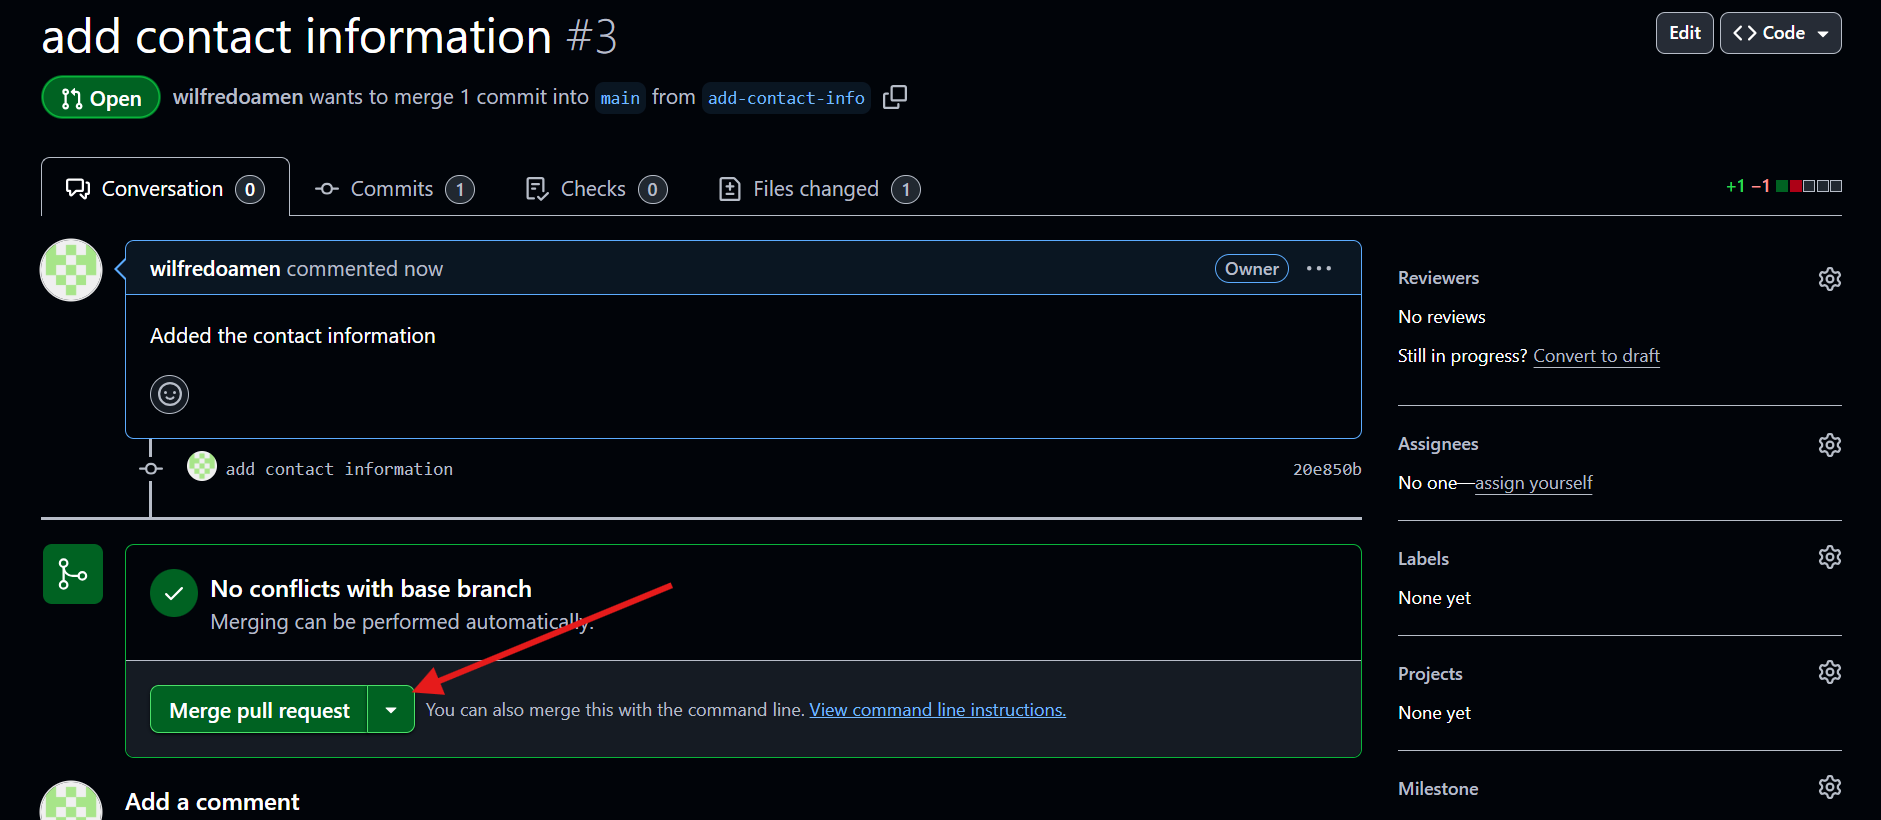 add contact information #3
Edit
Code
Open
wilfredoamen wants to merge 1 commit into main from add-contact-info
Conversation 0
Commits 1
Checks 0
Files changed 1
+1 −1
wilfredoamen commented now
Owner
Added the contact information
add contact information
20e850b
No conflicts with base branch
Merging can be performed automatically.
Merge pull request
You can also merge this with the command line. View command line instructions.
Add a comment
Reviewers
No reviews
Still in progress? Convert to draft
Assignees
No one—assign yourself
Labels
None yet
Projects
None yet
Milestone